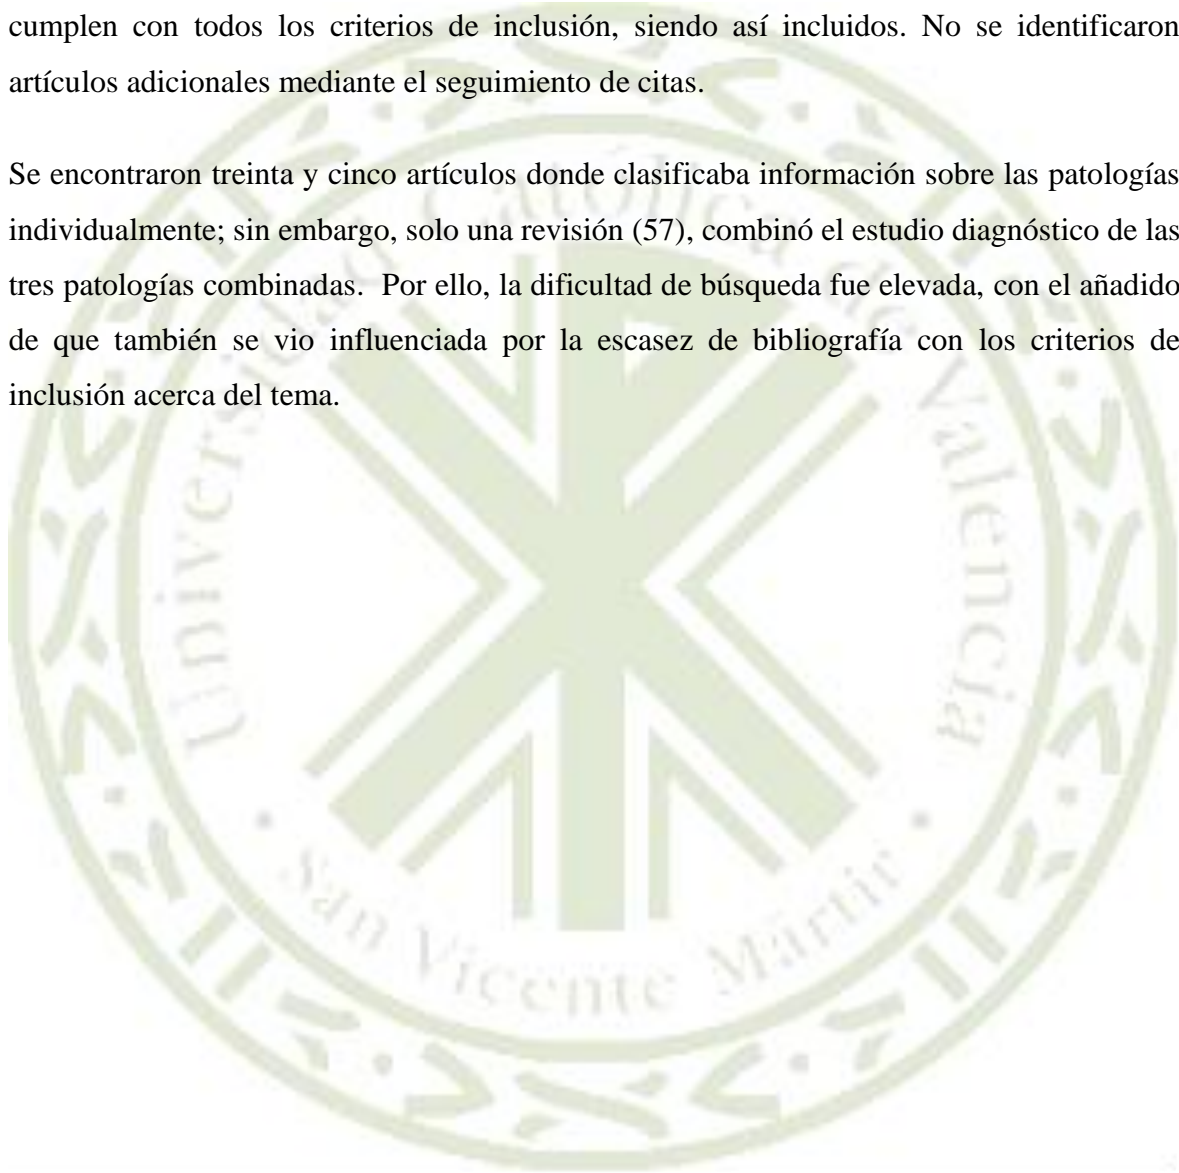 cumplen con todos los criterios de inclusión, siendo así incluidos. No se identificaron
artículos adicionales mediante el seguimiento de citas.
Se encontraron treinta y cinco artículos donde clasificaba información sobre las patologías
individualmente; sin embargo, solo una revisión (57), combinó el estudio diagnóstico de las
tres patologías combinadas. Por ello, la dificultad de búsqueda fue elevada, con el añadido
de que también se vio influenciada por la escasez de bibliografía con los criterios de
inclusión acerca del tema.
Universidad Católica de Valencia
· San Vicente Mártir ·